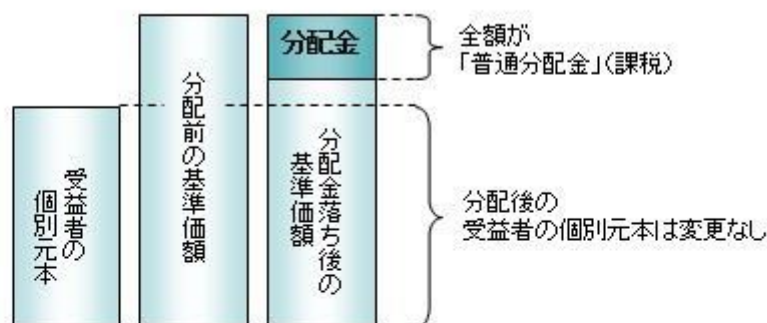 受益者の
個別元本
分配前の基準価額
分配金
分配金落ち後の
基準価額
全額が
「普通分配金」(課税)
分配後の
受益者の個別元本は変更なし